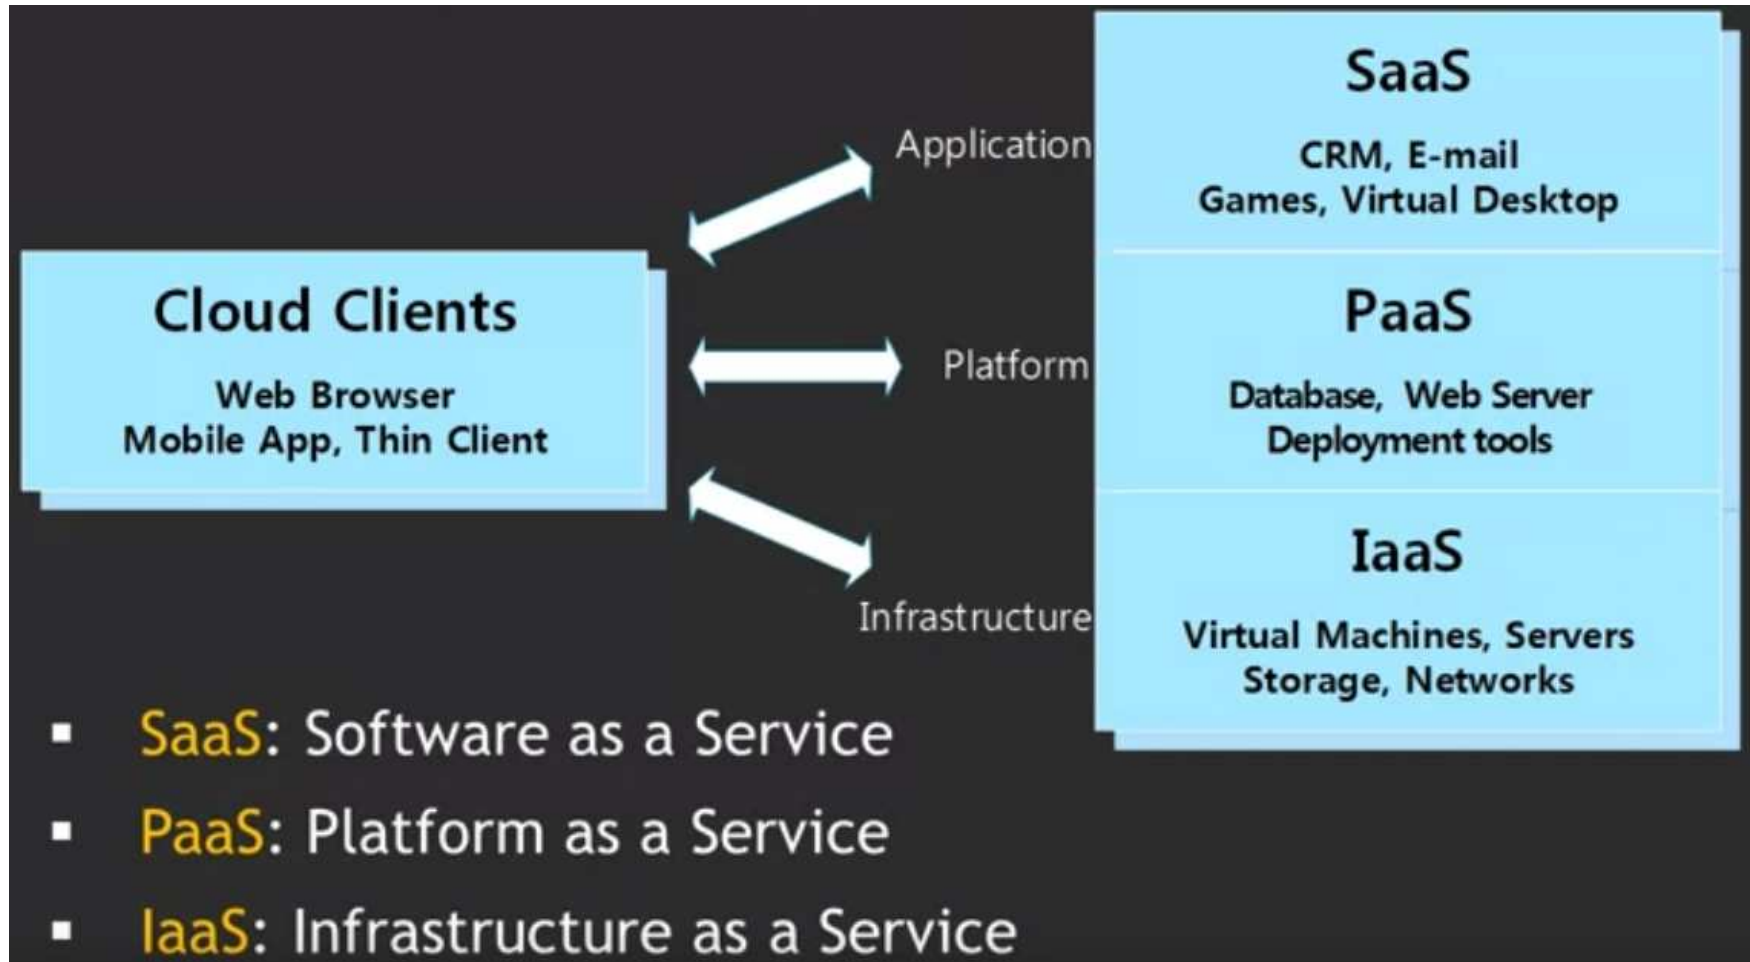 SaaS
CRM, E-mail
Games, Virtual Desktop
Application
Cloud Clients
Web Browser
Mobile App, Thin Client
Platform
PaaS
Database, Web Server
Deployment tools
Infrastructure
IaaS
Virtual Machines, Servers
Storage, Networks
▪ SaaS: Software as a Service
▪ PaaS: Platform as a Service
▪ IaaS: Infrastructure as a Service